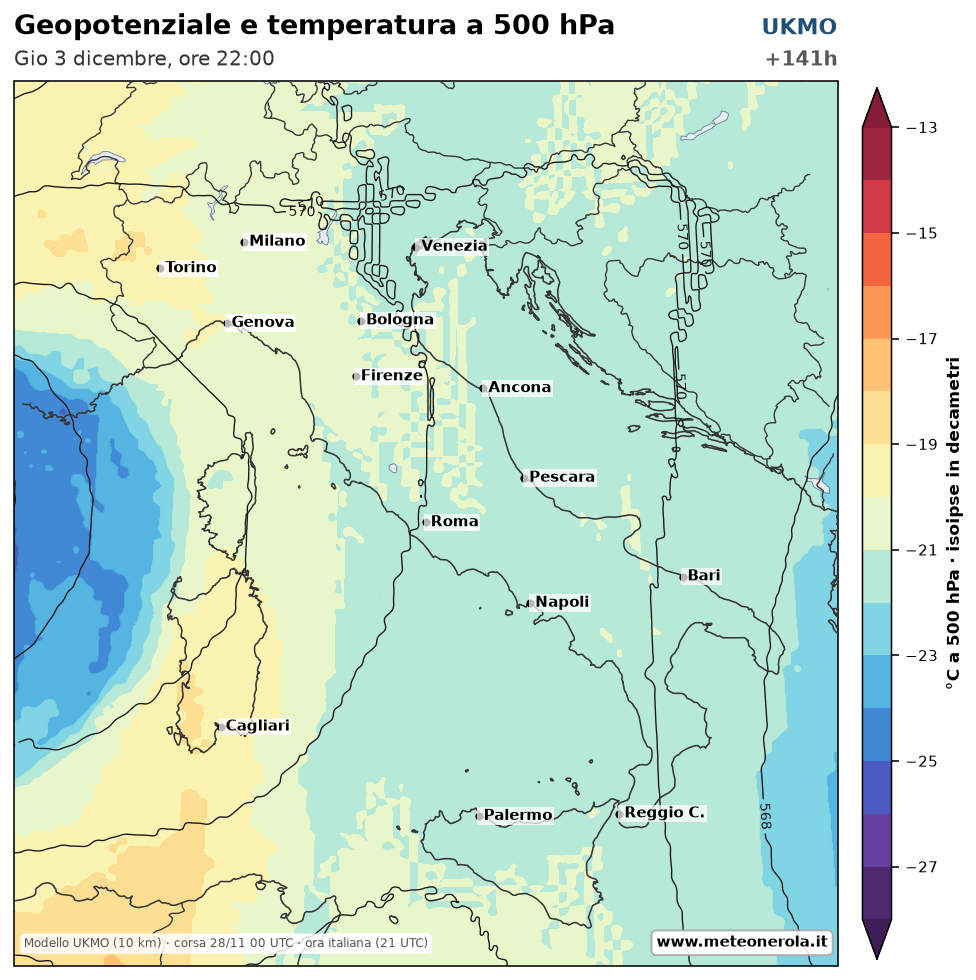 Geopotenziale e temperatura a 500 hPa
UKMO
Gio 3 dicembre, ore 22:00
+141h
570
570
570
570
570
568
Milano
Torino
Venezia
Genova
Bologna
Firenze
Ancona
Pescara
Roma
Bari
Napoli
Cagliari
Palermo
Reggio C.
−13
−15
−17
−19
−21
−23
−25
−27
°C a 500 hPa · isoipse in decametri
Modello UKMO (10 km) · corsa 28/11 00 UTC · ora italiana (21 UTC)
www.meteonerola.it